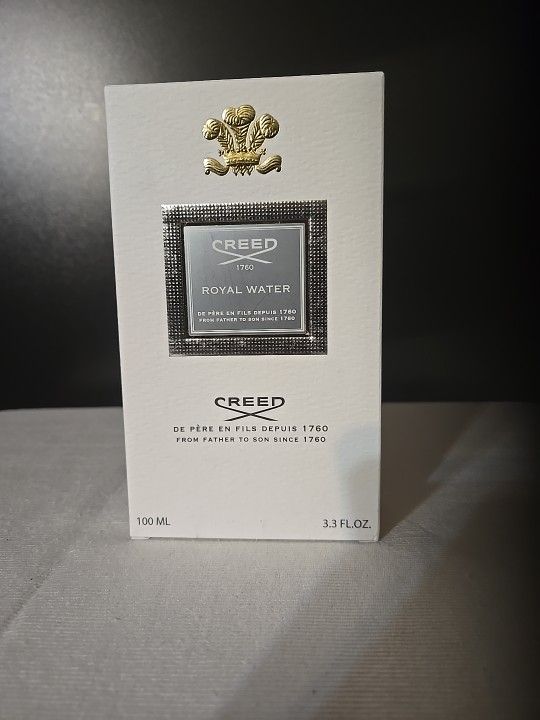 CREED
1760
ROYAL WATER
DE PÈRE EN FILS DEPUIS 1760
FROM FATHER TO SON SINCE 1760
CREED
DE PÈRE EN FILS DEPUIS 1760
FROM FATHER TO SON SINCE 1760
100 ML 3.3 FL.OZ.